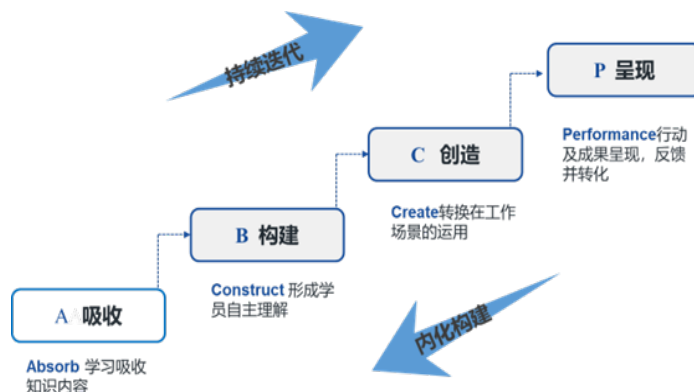 持续迭代
P 呈现
Performance行动
及成果呈现，反馈
并转化
C 创造
Create转换在工作
场景的运用
B 构建
Construct 形成学
员自主理解
内化构建
A 吸收
Absorb 学习吸收
知识内容